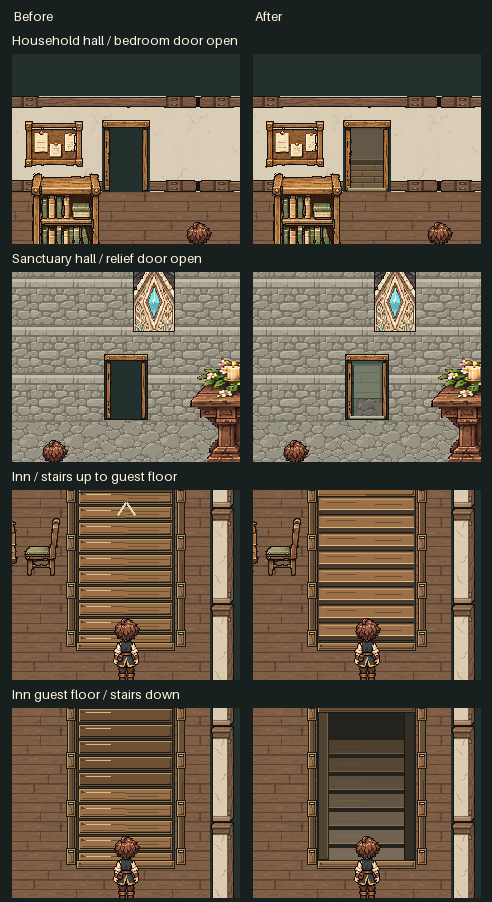 Before
After
Household hall / bedroom door open
Sanctuary hall / relief door open
Inn / stairs up to guest floor
Inn guest floor / stairs down